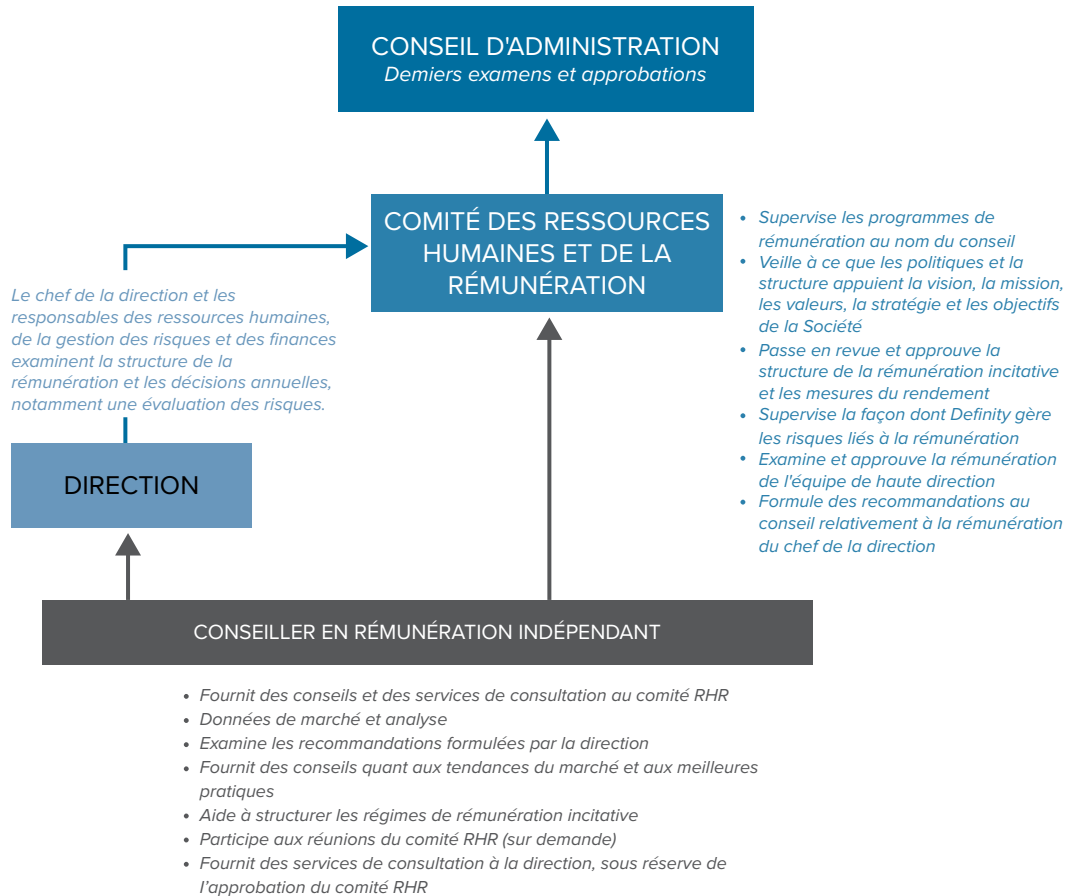 CONSEIL D'ADMINISTRATION
Demiers examens et approbations
COMITÉ DES RESSOURCES
HUMAINES ET DE LA
RÉMUNÉRATION
• Supervise les programmes de
rémunération au nom du conseil
• Veille à ce que les politiques et la
structure appuient la vision, la mission,
les valeurs, la stratégie et les objectifs
de la Société
• Passe en revue et approuve la
structure de la rémunération incitative
et les mesures du rendement
• Supervise la façon dont Definity gère
les risques liés à la rémunération
• Examine et approuve la rémunération
de l'équipe de haute direction
• Formule des recommandations au
conseil relativement à la rémunération
du chef de la direction
Le chef de la direction et les
responsables des ressources humaines,
de la gestion des risques et des finances
examinent la structure de la
rémunération et les décisions annuelles,
notamment une évaluation des risques.
DIRECTION
CONSEILLER EN RÉMUNÉRATION INDÉPENDANT
• Fournit des conseils et des services de consultation au comité RHR
• Données de marché et analyse
• Examine les recommandations formulées par la direction
• Fournit des conseils quant aux tendances du marché et aux meilleures
pratiques
• Aide à structurer les régimes de rémunération incitative
• Participe aux réunions du comité RHR (sur demande)
• Fournit des services de consultation à la direction, sous réserve de
l'approbation du comité RHR